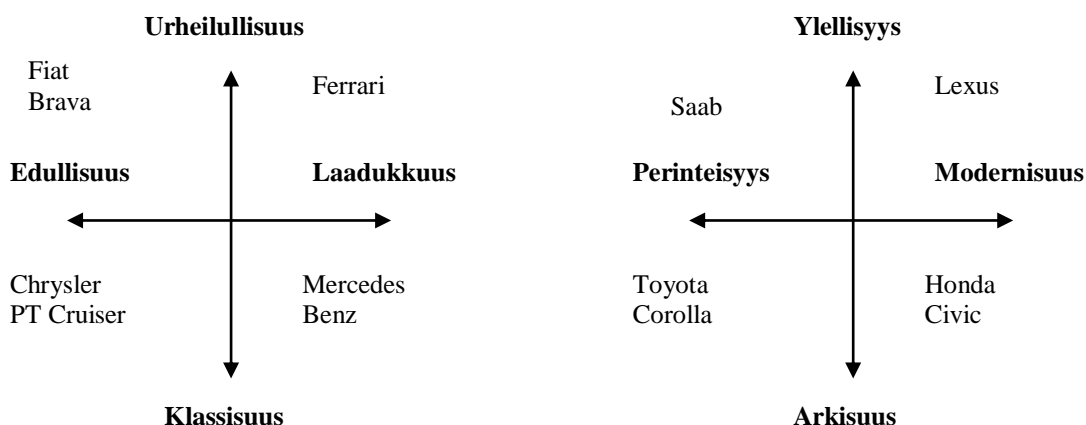 Urheilullisuus
Fiat
Brava
Ferrari
Edullisuus
Laadukkuus
Chrysler
PT Cruiser
Mercedes
Benz
Klassisuus
Ylellisyys
Saab
Lexus
Perinteisyys
Modernisuus
Toyota
Corolla
Honda
Civic
Arkisuus